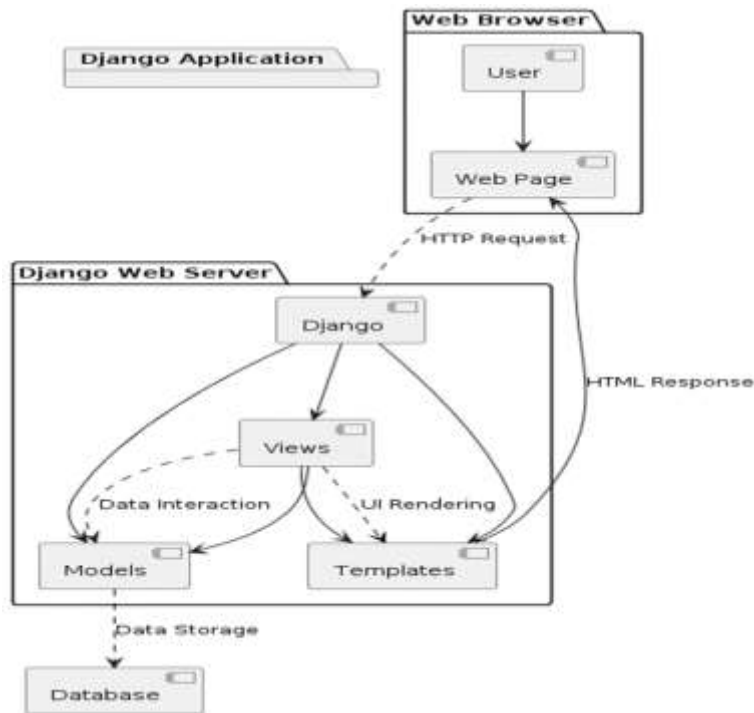 Web Browser
Django Application
User
Web Page
HTTP Request
Django Web Server
Django
HTML Response
Views
Data Interaction
UI Rendering
Models
Templates
Data Storage
Database